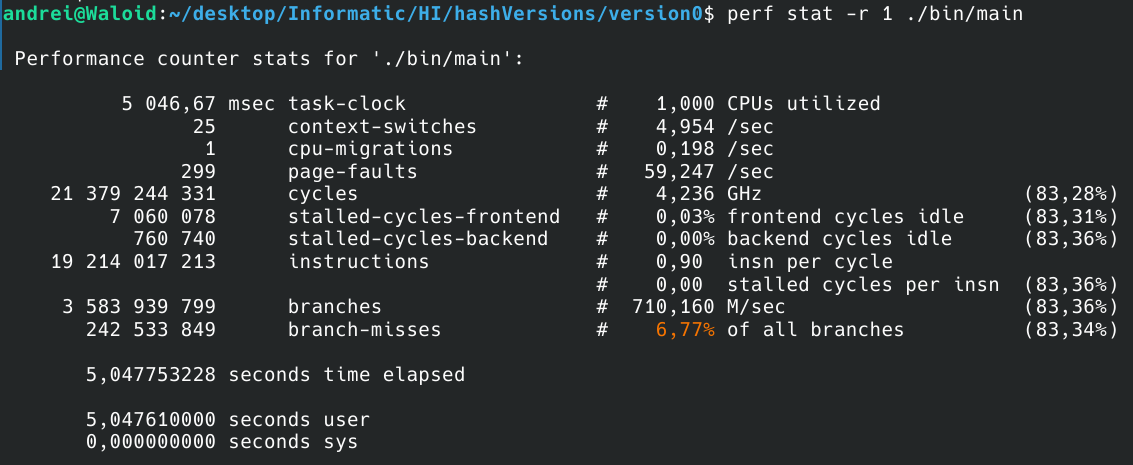 andrei@Waloid:~/desktop/Informatic/HI/hashVersions/version0$ perf stat -r 1 ./bin/main
Performance counter stats for './bin/main':
5 046,67 msec task-clock # 1,000 CPUs utilized
25 context-switches # 4,954 /sec
1 cpu-migrations # 0,198 /sec
299 page-faults # 59,247 /sec
21 379 244 331 cycles # 4,236 GHz (83,28%)
7 060 078 stalled-cycles-frontend # 0,03% frontend cycles idle (83,31%)
760 740 stalled-cycles-backend # 0,00% backend cycles idle (83,36%)
19 214 017 213 instructions # 0,90 insn per cycle
# 0,00 stalled cycles per insn (83,36%)
3 583 939 799 branches # 710,160 M/sec (83,36%)
242 533 849 branch-misses # 6,77% of all branches (83,34%)
5,047753228 seconds time elapsed
5,047610000 seconds user
0,000000000 seconds sys